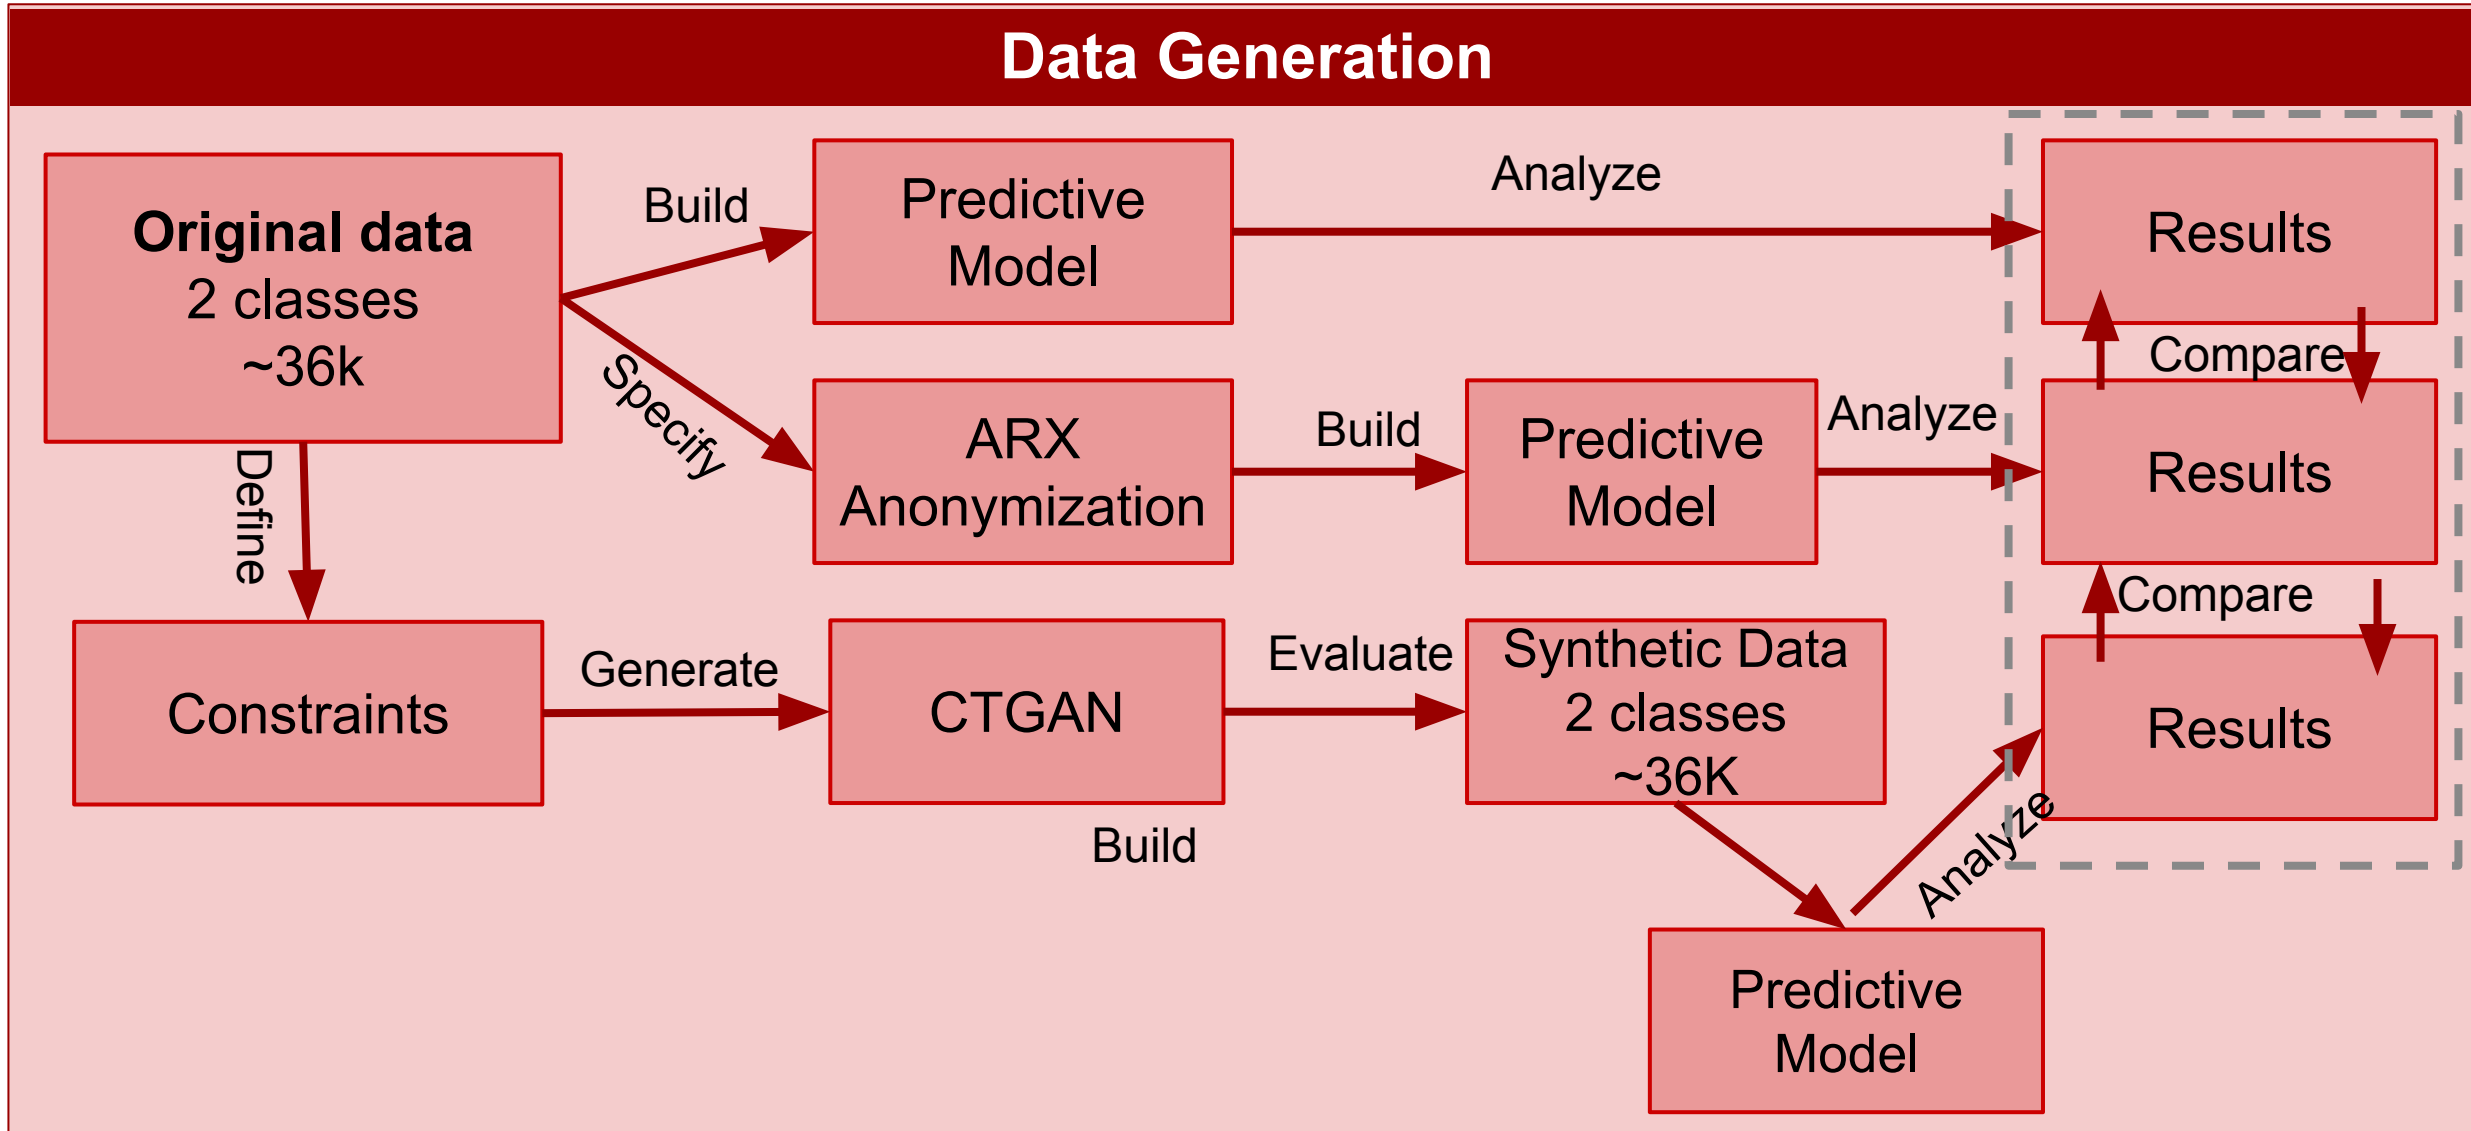 Data Generation
Original data
2 classes
~36k
Build
Predictive
Model
Analyze
Results
Specify
ARX
Anonymization
Build
Predictive
Model
Analyze
Compare
Results
Define
Constraints
Generate
CTGAN
Evaluate
Synthetic Data
2 classes
~36K
Compare
Results
Build
Analyze
Predictive
Model